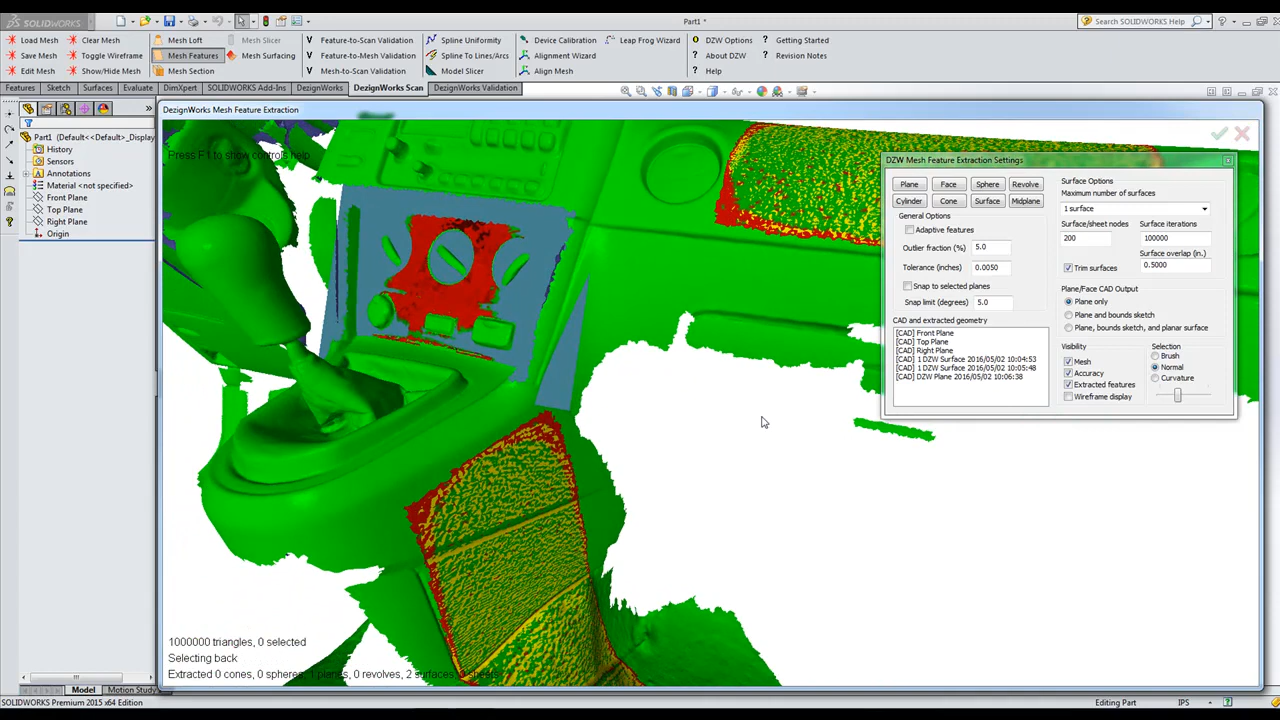 SOLIDWORKS
Part1 *
Search SOLIDWORKS Help
Load Mesh
Clear Mesh
Mesh Loft
Mesh Slicer
Feature-to-Scan Validation
Spline Uniformity
Device Calibration
Leap Frog Wizard
DZW Options
Getting Started
Save Mesh
Toggle Wireframe
Mesh Features
Mesh Surfacing
Feature-to-Mesh Validation
Spline To Lines/Arcs
Alignment Wizard
About DZW
Revision Notes
Edit Mesh
Show/Hide Mesh
Mesh Section
Mesh-to-Scan Validation
Model Slicer
Align Mesh
Help
Features
Sketch
Surfaces
Evaluate
DimXpert
SOLIDWORKS Add-Ins
DezignWorks
DezignWorks Scan
DezignWorks Validation
Part1 (Default<<Default>_Display
History
Sensors
Annotations
Material <not specified>
Front Plane
Top Plane
Right Plane
Origin
DezignWorks Mesh Feature Extraction
Press F1 to show controls help
DZW Mesh Feature Extraction Settings
Plane
Face
Sphere
Revolve
Cylinder
Cone
Surface
Midplane
General Options
Adaptive features
Outlier fraction (%)
5.0
Tolerance (inches)
0.0050
Snap to selected planes
Snap limit (degrees)
5.0
CAD and extracted geometry
[CAD] Front Plane
[CAD] Top Plane
[CAD] Right Plane
[CAD] 1 DZW Surface 2016/05/02 10:04:53
[CAD] 1 DZW Surface 2016/05/02 10:05:48
[CAD] DZW Plane 2016/05/02 10:06:38
Surface Options
Maximum number of surfaces
1 surface
Surface/sheet nodes
Surface iterations
200
100000
Surface overlap (in.)
Trim surfaces
0.5000
Plane/Face CAD Output
Plane only
Plane and bounds sketch
Plane, bounds sketch, and planar surface
Visibility
Selection
Mesh
Brush
Accuracy
Normal
Extracted features
Curvature
Wireframe display
1000000 triangles, 0 selected
Selecting back
Extracted 0 cones, 0 spheres, 1 planes, 0 revolves, 2 surfaces, 0 sheets
Model
Motion Study
SOLIDWORKS Premium 2015 x64 Edition
Editing Part
IPS